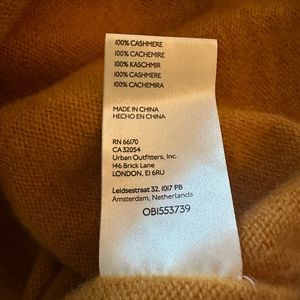 100% CASHMERE
100% CACHEMIRE
100% KASCHMIR
100% CASHMERE
100% CACHEMIRA
MADE IN CHINA
HECHO EN CHINA
RN 66170
CA 32054
Urban Outfitters, Inc.
146 Brick Lane
LONDON, E1 6RU
Leidsestraat 32, 1017 PB
Amsterdam, Netherlands
OB1553739